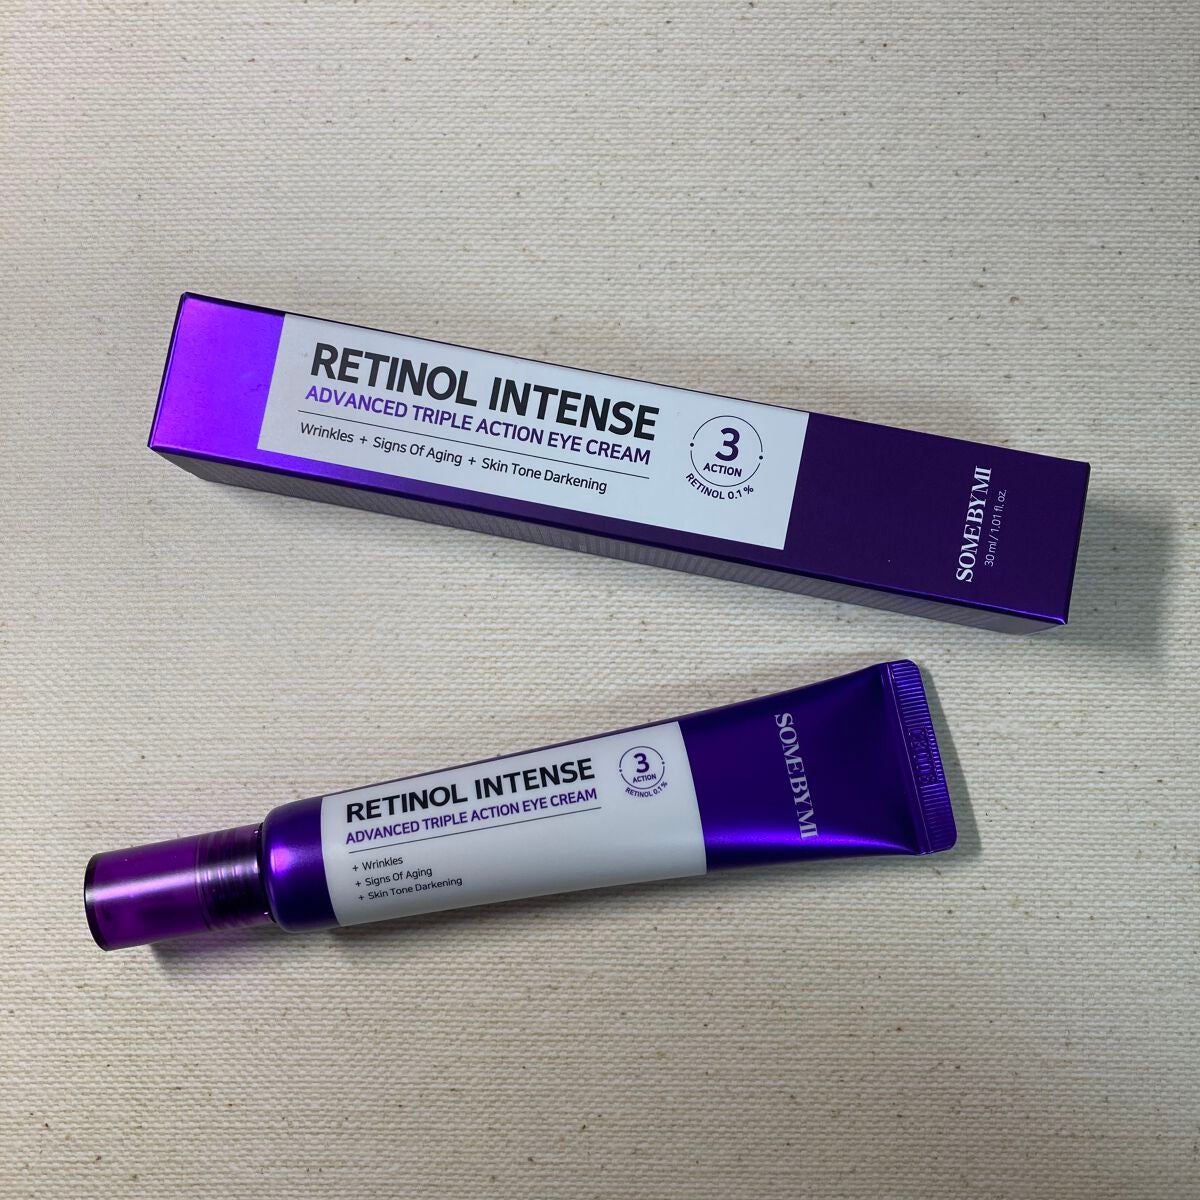 RETINOL INTENSE
ADVANCED TRIPLE ACTION EYE CREAM
Wrinkles + Signs Of Aging + Skin Tone Darkening
3
ACTION
RETINOL 0.1%
SOME BY MI
30 ml / 1.01 fl. oz.
RETINOL INTENSE
ADVANCED TRIPLE ACTION EYE CREAM
+ Wrinkles
+ Signs Of Aging
+ Skin Tone Darkening
3
ACTION
RETINOL 0.1%
SOME BY MI